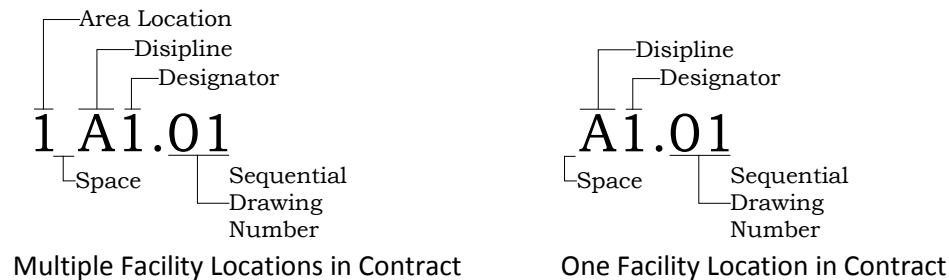 Area Location
Disipline
Designator
1 A1.01
Space
Sequential
Drawing
Number
Multiple Facility Locations in Contract
Disipline
Designator
A1.01
Space
Sequential
Drawing
Number
One Facility Location in Contract